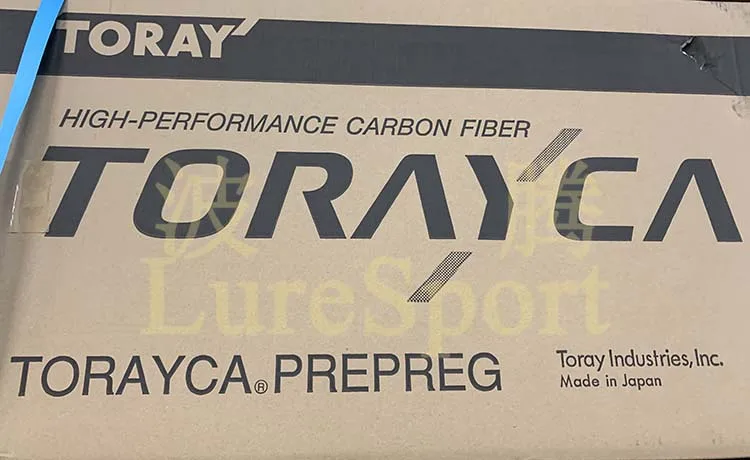 TORAY
HIGH-PERFORMANCE CARBON FIBER
TORAYCA
波 腾
LureSport
TORAYCA® PREPREG
Toray Industries, Inc.
Made in Japan